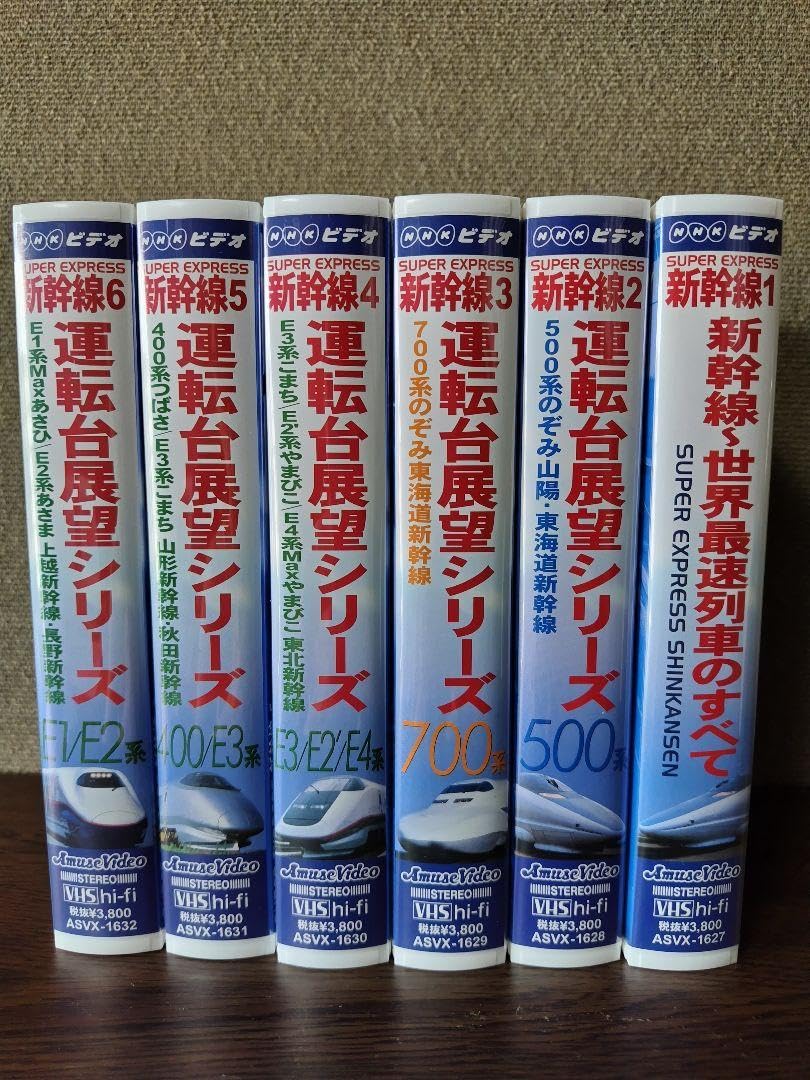 NHKビデオ
SUPER EXPRESS
新幹線6
運転台展望シリーズ
E1系Maxあさひ/E2系あさま 上越新幹線・長野新幹線
E1/E2系
AmuseVideo
STEREO
VHS hi-fi
税抜¥3,800
ASVX-1632
NHKビデオ
SUPER EXPRESS
新幹線5
運転台展望シリーズ
400系つばさ/E3系こまち 山形新幹線・秋田新幹線
400/E3系
AmuseVideo
STEREO
VHS hi-fi
税抜¥3,800
ASVX-1631
NHKビデオ
SUPER EXPRESS
新幹線4
運転台展望シリーズ
E3系こまち/E2'系やまびこ/E4系Maxやまびこ 東北新幹線
E3/E2'/E4系
AmuseVideo
STEREO
VHS hi-fi
税抜¥3,800
ASVX-1630
NHKビデオ
SUPER EXPRESS
新幹線3
運転台展望シリーズ
700系のぞみ東海道新幹線
700系
AmuseVideo
STEREO
VHS hi-fi
税抜¥3,800
ASVX-1629
NHKビデオ
SUPER EXPRESS
新幹線2
運転台展望シリーズ
500系のぞみ山陽・東海道新幹線
500系
AmuseVideo
STEREO
VHS hi-fi
税抜¥3,800
ASVX-1628
NHKビデオ
SUPER EXPRESS
新幹線1
新幹線~世界最速列車のすべて
SUPER EXPRESS SHINKANSEN
AmuseVideo
STEREO
VHS hi-fi
税抜¥3,800
ASVX-1627